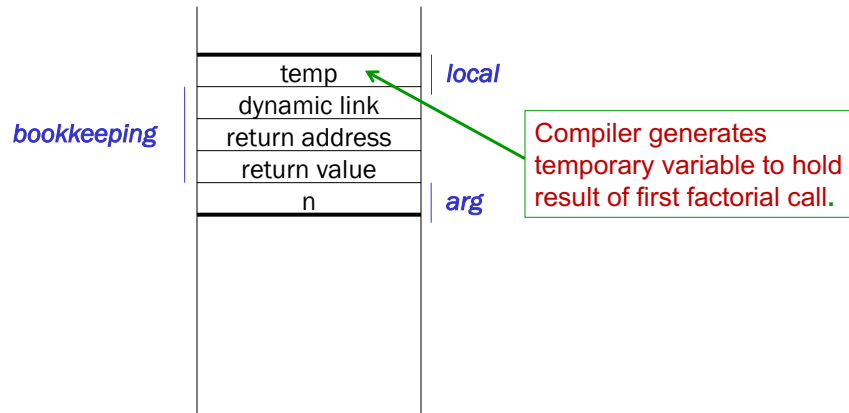 temp
local
dynamic link
bookkeeping
return address
return value
n
arg
Compiler generates
temporary variable to hold
result of first factorial call.